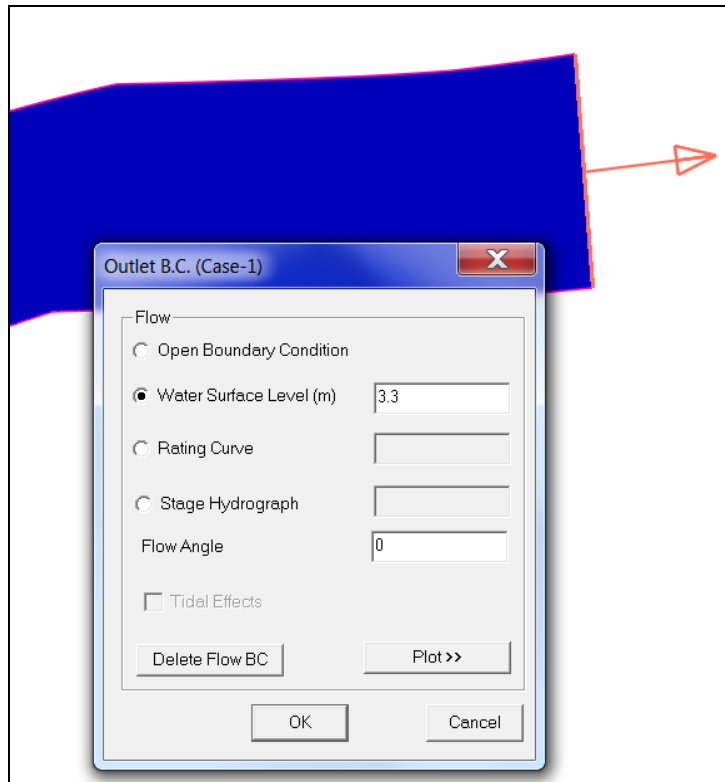 Outlet B.C. (Case-1)
Flow
Open Boundary Condition
Water Surface Level (m) 3.3
Rating Curve
Stage Hydrograph
Flow Angle 0
Tidal Effects
Delete Flow BC Plot >>
OK Cancel